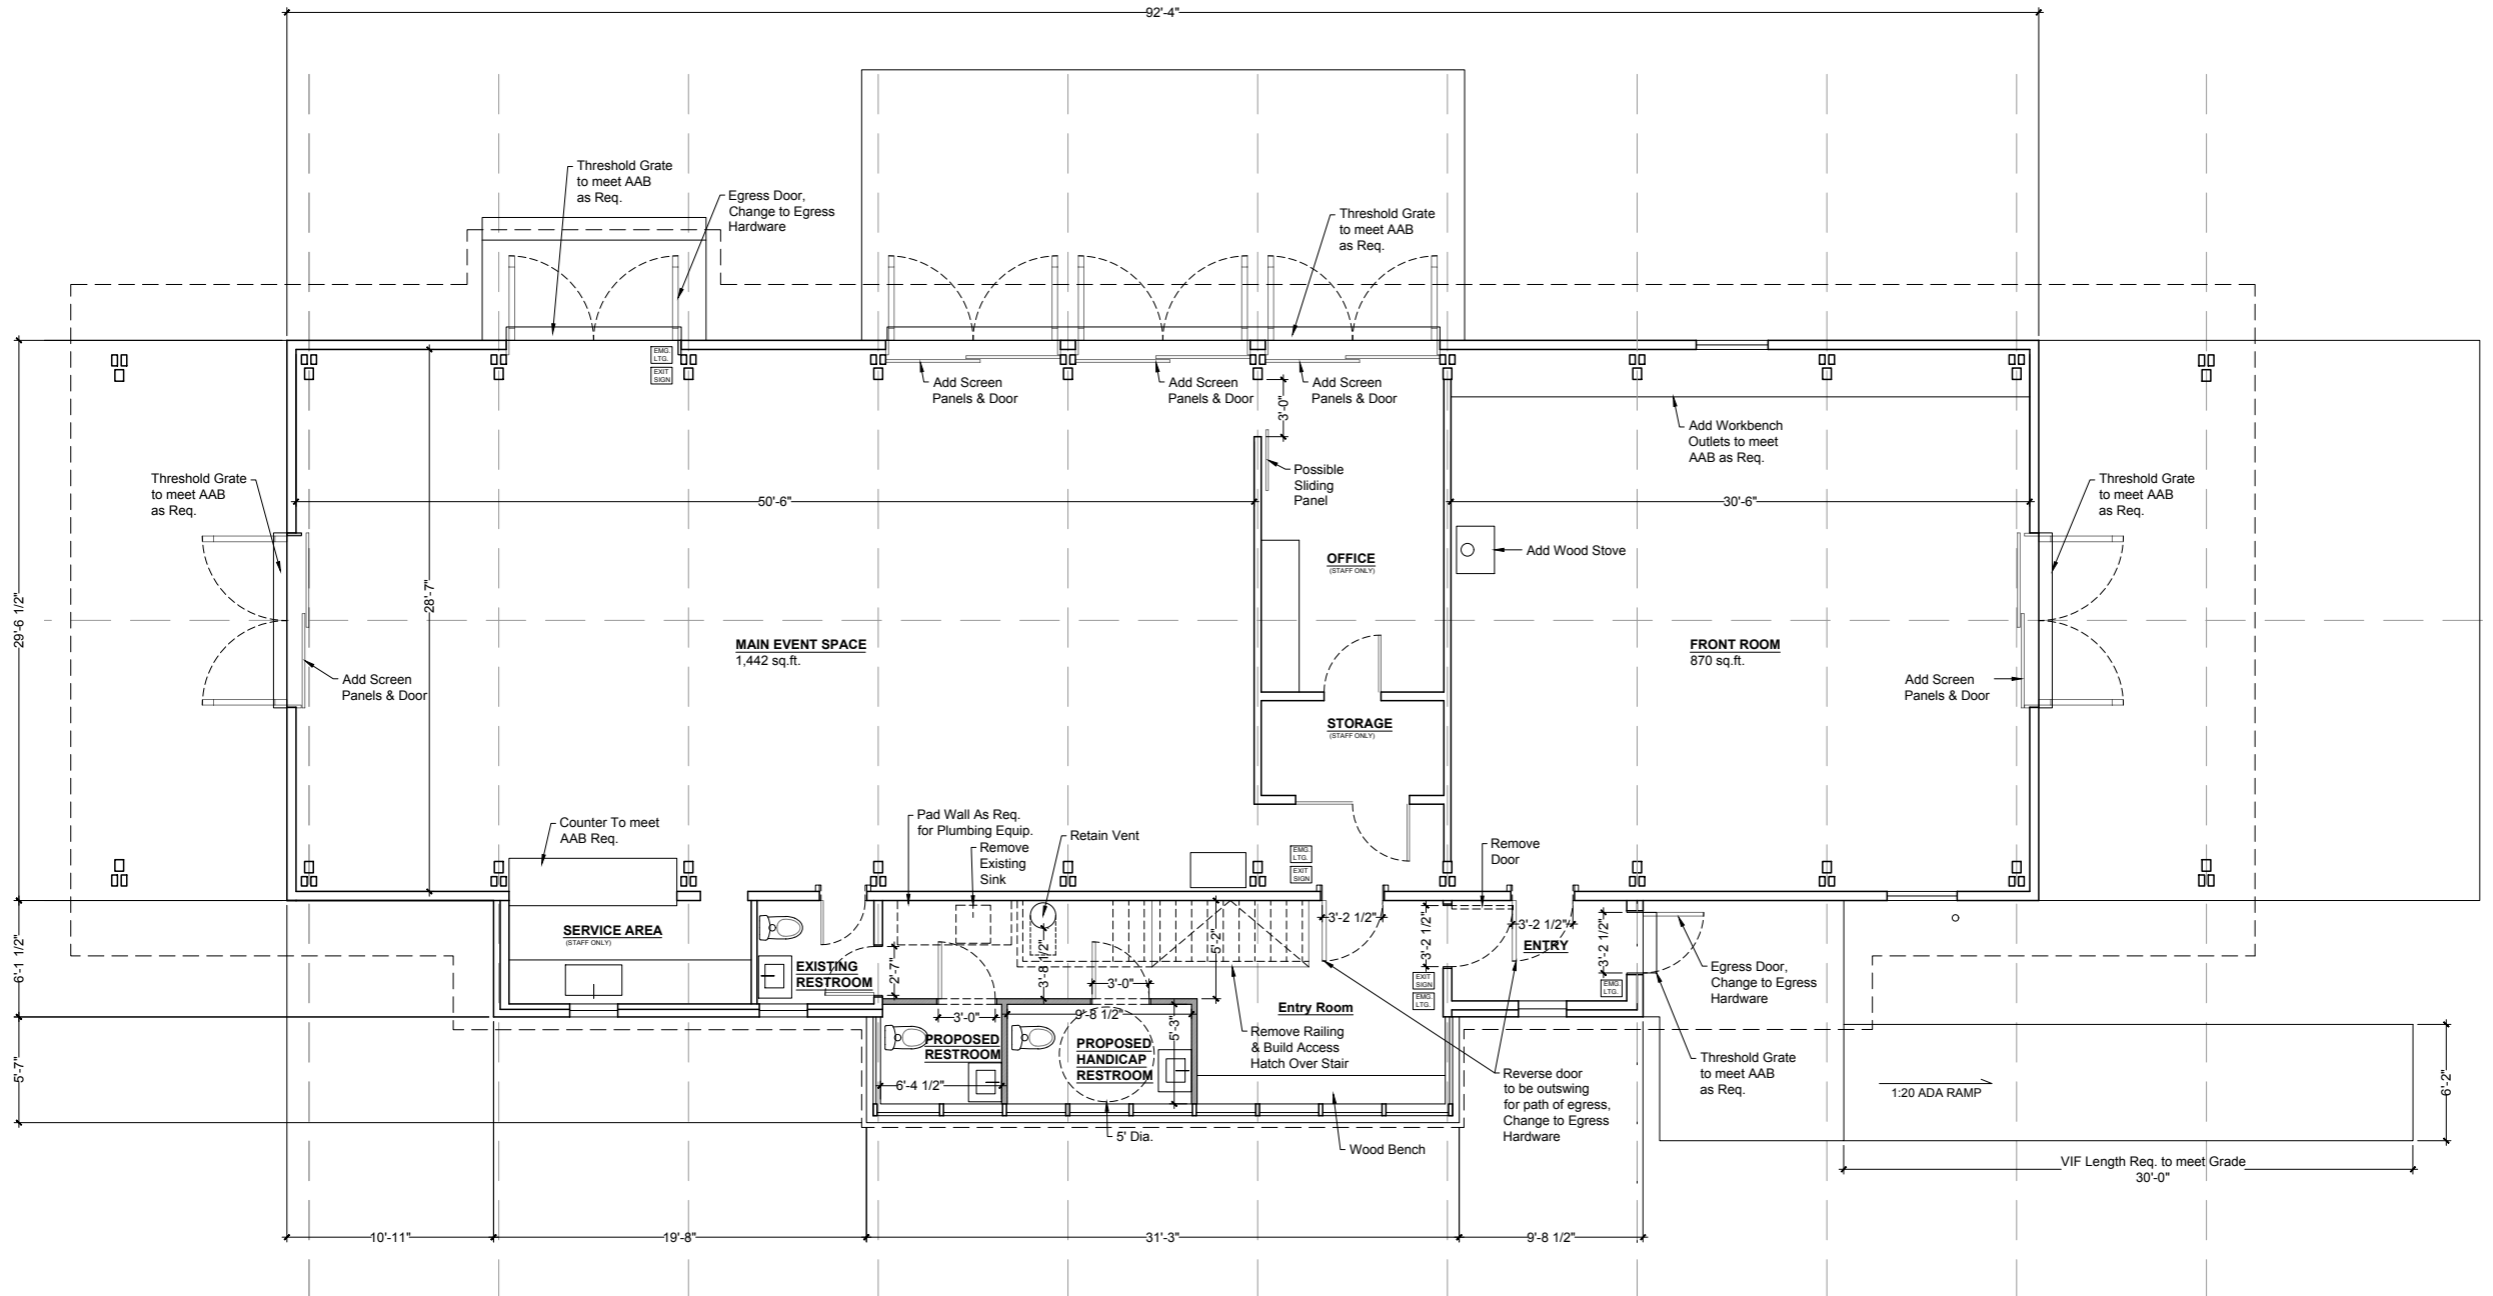 92'-4"
Threshold Grate
to meet AAB
as Req.
Egress Door,
Change to Egress
Hardware
Threshold Grate
to meet AAB
as Req.
EMG.
LTG.
EXIT
SIGN
Add Screen
Panels & Door
Add Screen
Panels & Door
Add Screen
Panels & Door
3'-0"
Add Workbench
Outlets to meet
AAB as Req.
Threshold Grate
to meet AAB
as Req.
50'-6"
Possible
Sliding
Panel
30'-6"
Threshold Grate
to meet AAB
as Req.
OFFICE
(STAFF ONLY)
Add Wood Stove
29'-6 1/2"
28'-7"
MAIN EVENT SPACE
1,442 sq.ft.
FRONT ROOM
870 sq.ft.
Add Screen
Panels & Door
Add Screen
Panels & Door
STORAGE
(STAFF ONLY)
Counter To meet
AAB Req.
Pad Wall As Req.
for Plumbing Equip.
Remove
Existing
Sink
Retain Vent
EMG.
LTG.
EXIT
SIGN
Remove
Door
SERVICE AREA
(STAFF ONLY)
EXISTING
RESTROOM
2'-7"
3'-8 1/2"
5'-2"
3'-2 1/2"
3'-2 1/2"
3'-2 1/2"
ENTRY
3'-2 1/2"
6'-1 1/2"
EXIT
SIGN
EMG.
LTG.
EMG.
LTG.
Egress Door,
Change to Egress
Hardware
3'-0"
3'-0"
9'-8 1/2"
5'-3"
Entry Room
Remove Railing
& Build Access
Hatch Over Stair
PROPOSED
RESTROOM
PROPOSED
HANDICAP
RESTROOM
6'-4 1/2"
5'-7"
Reverse door
to be outswing
for path of egress,
Change to Egress
Hardware
Threshold Grate
to meet AAB
as Req.
1:20 ADA RAMP
6'-2"
5' Dia.
Wood Bench
VIF Length Req. to meet Grade
30'-0"
10'-11"
19'-8"
31'-3"
9'-8 1/2"